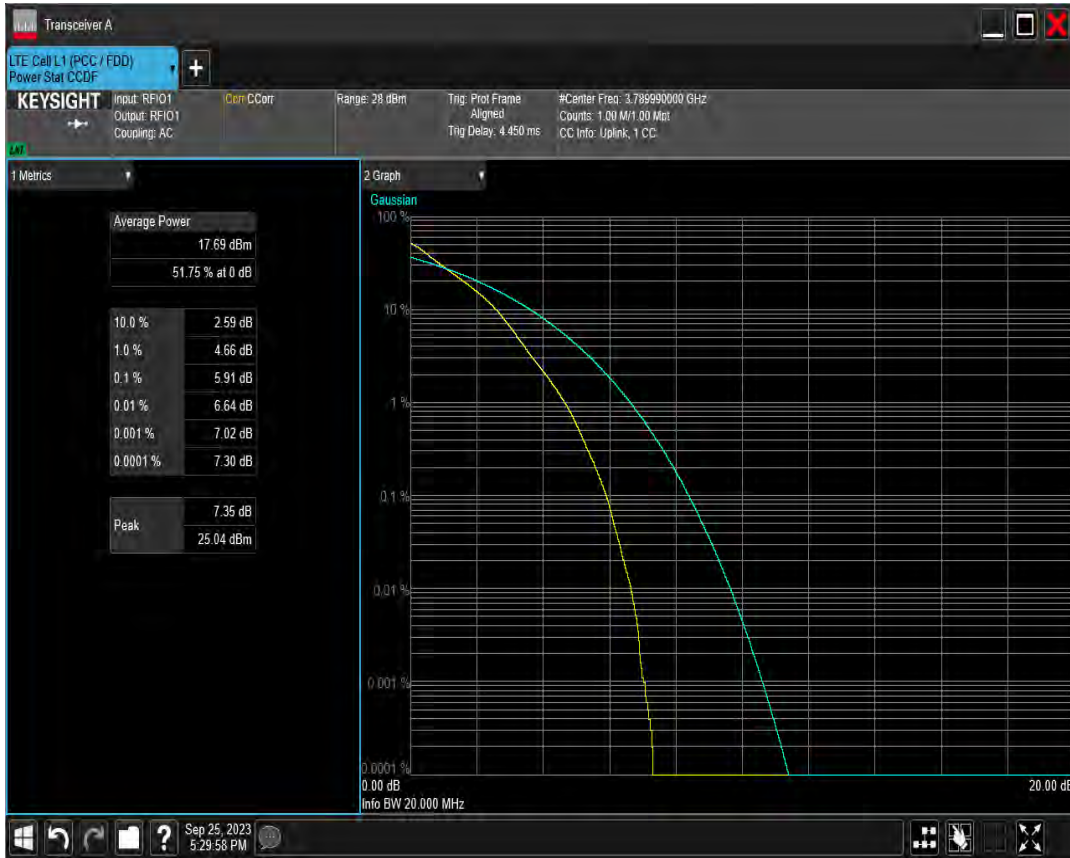 Transceiver A
LTE Cell L1 (PCC / FDD)
Power Stat CCDF
+
KEYSIGHT
Input: RFIO1
Output: RFIO1
Coupling: AC
Corr CCorr
Range: 28 dBm
Trig: Prot Frame
Aligned
Trig Delay: 4.450 ms
#Center Freq: 3.789990000 GHz
Counts: 1.00 M/1.00 Mpt
CC Info: Uplink, 1 CC
1 Metrics
Average Power
17.69 dBm
51.75 % at 0 dB
10.0 % 2.59 dB
1.0 % 4.66 dB
0.1 % 5.91 dB
0.01 % 6.64 dB
0.001 % 7.02 dB
0.0001 % 7.30 dB
Peak
7.35 dB
25.04 dBm
2 Graph
Gaussian
100 %
10 %
1 %
0.1 %
0.01 %
0.001 %
0.0001 %
0.00 dB
20.00 dB
Info BW 20.000 MHz
?
Sep 25, 2023
5:29:58 PM